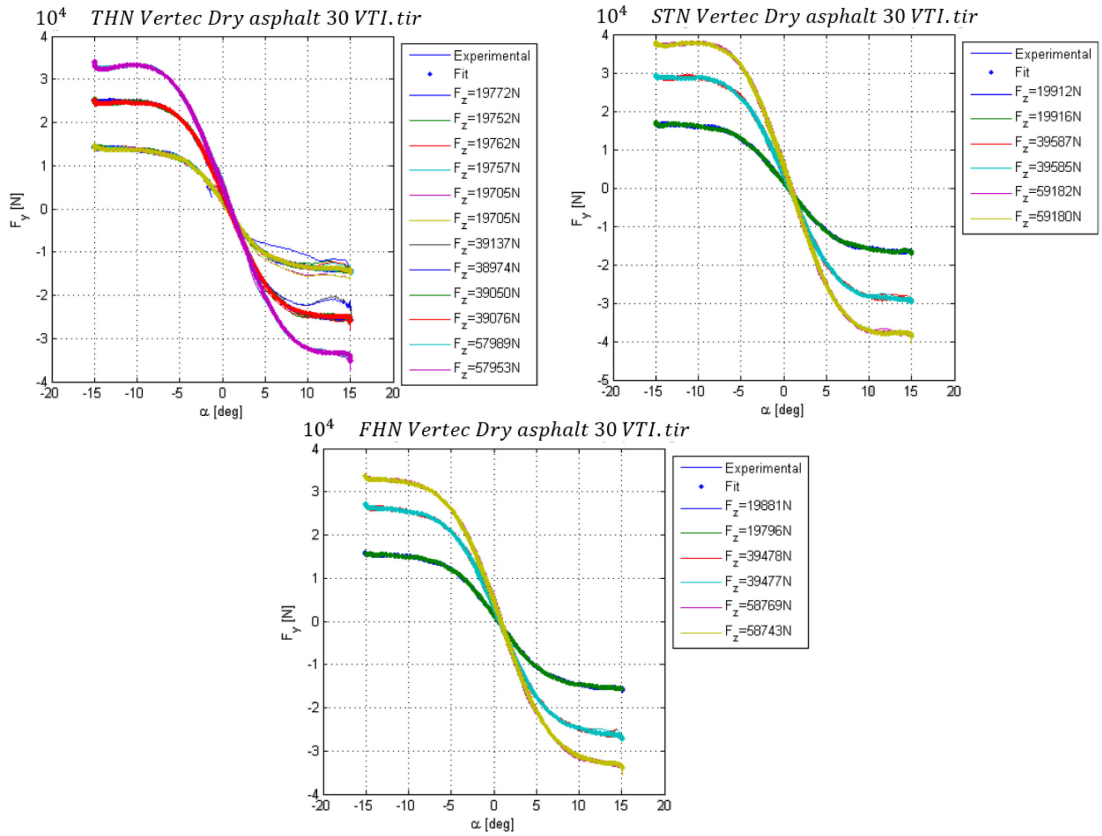 10⁴ THN Vertec Dry asphalt 30 VTI.tir
4
3
2
1
0
-1
-2
-3
-4
F_y [N]
-20 -15 -10 -5 0 5 10 15 20
α [deg]
Experimental
Fit
F_z=19772N
F_z=19752N
F_z=19762N
F_z=19757N
F_z=19705N
F_z=19705N
F_z=39137N
F_z=38974N
F_z=39050N
F_z=39076N
F_z=57989N
F_z=57953N
10⁴ STN Vertec Dry asphalt 30 VTI.tir
4
3
2
1
0
-1
-2
-3
-4
-5
F_y [N]
-20 -15 -10 -5 0 5 10 15 20
α [deg]
Experimental
Fit
F_z=19912N
F_z=19916N
F_z=39587N
F_z=39585N
F_z=59182N
F_z=59180N
10⁴ FHN Vertec Dry asphalt 30 VTI.tir
4
3
2
1
0
-1
-2
-3
-4
F_y [N]
-20 -15 -10 -5 0 5 10 15 20
α [deg]
Experimental
Fit
F_z=19881N
F_z=19796N
F_z=39478N
F_z=39477N
F_z=58769N
F_z=58743N